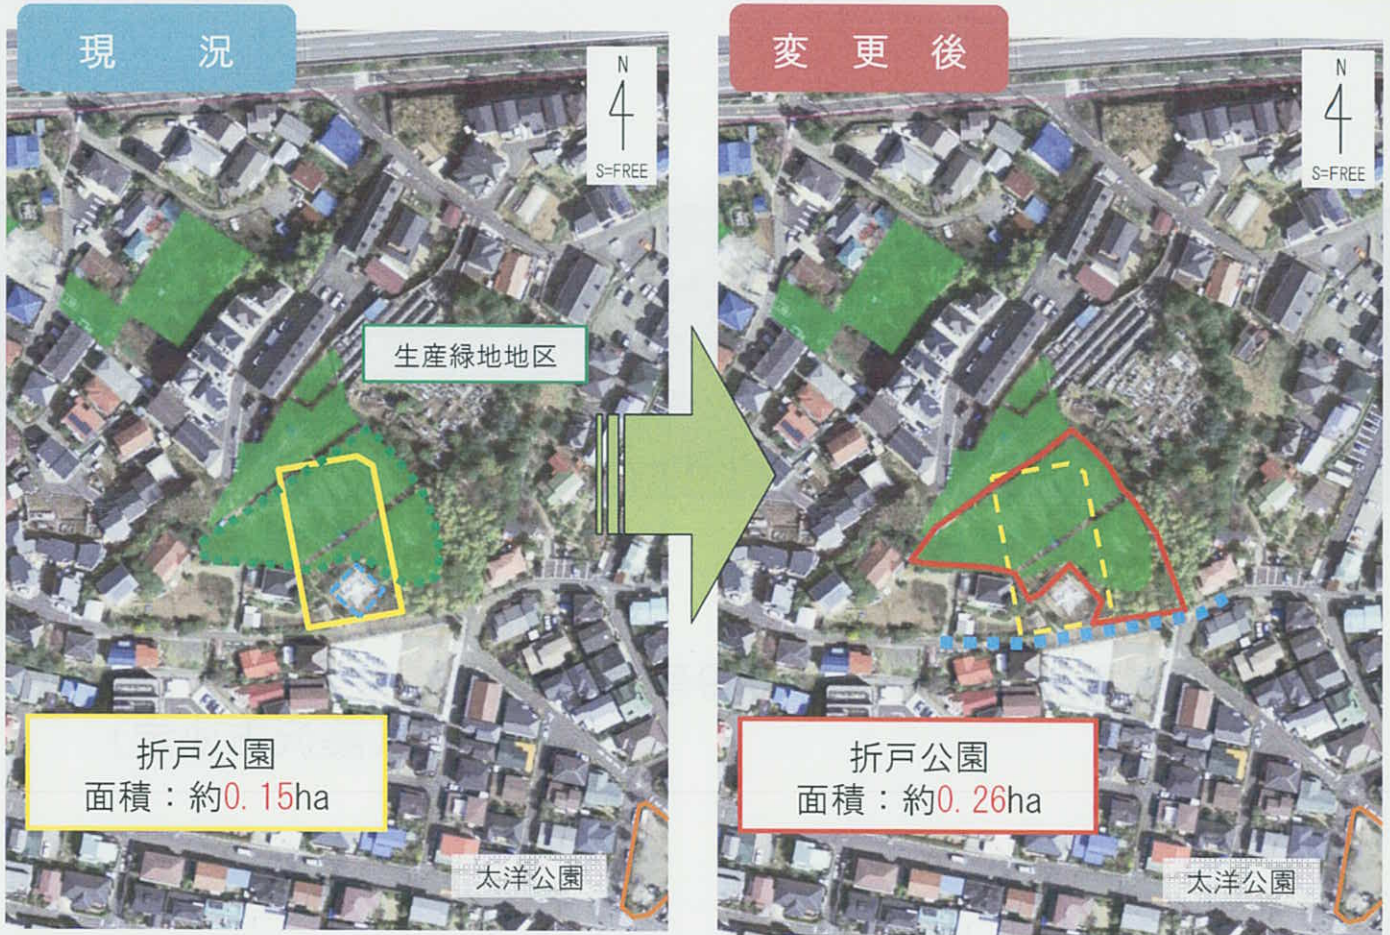 現況
N
S=FREE
生産緑地地区
折戸公園
面積：約0.15ha
太洋公園
変更後
N
S=FREE
折戸公園
面積：約0.26ha
太洋公園